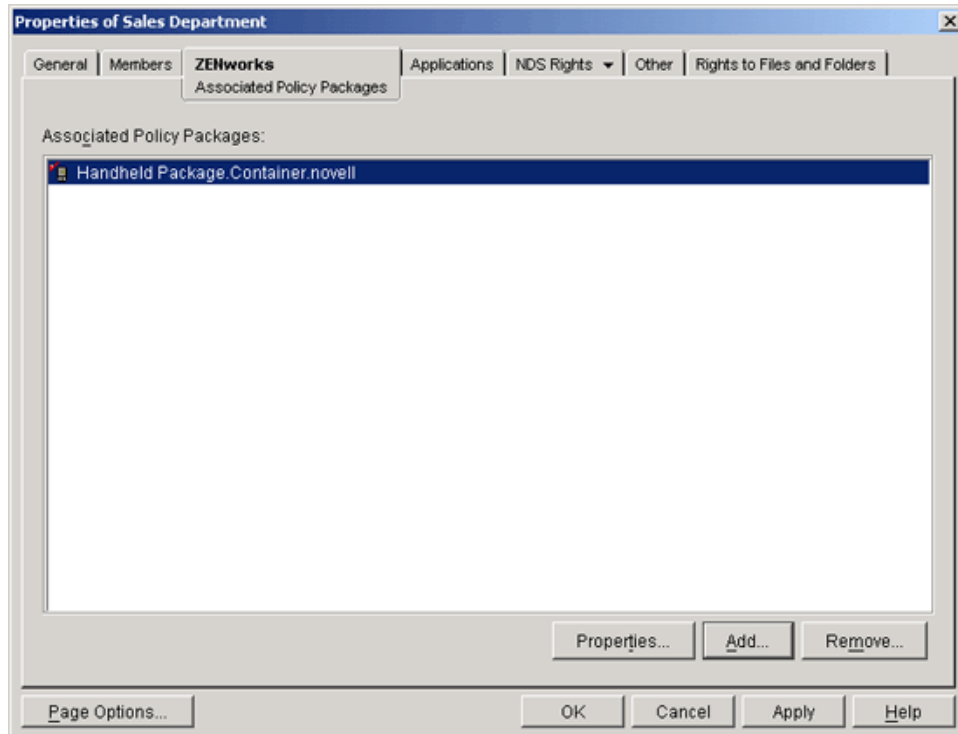 Properties of Sales Department
General Members ZENworks Applications NDS Rights Other Rights to Files and Folders
Associated Policy Packages
Associated Policy Packages:
Handheld Package.Container.novell
Properties... Add... Remove...
Page Options... OK Cancel Apply Help